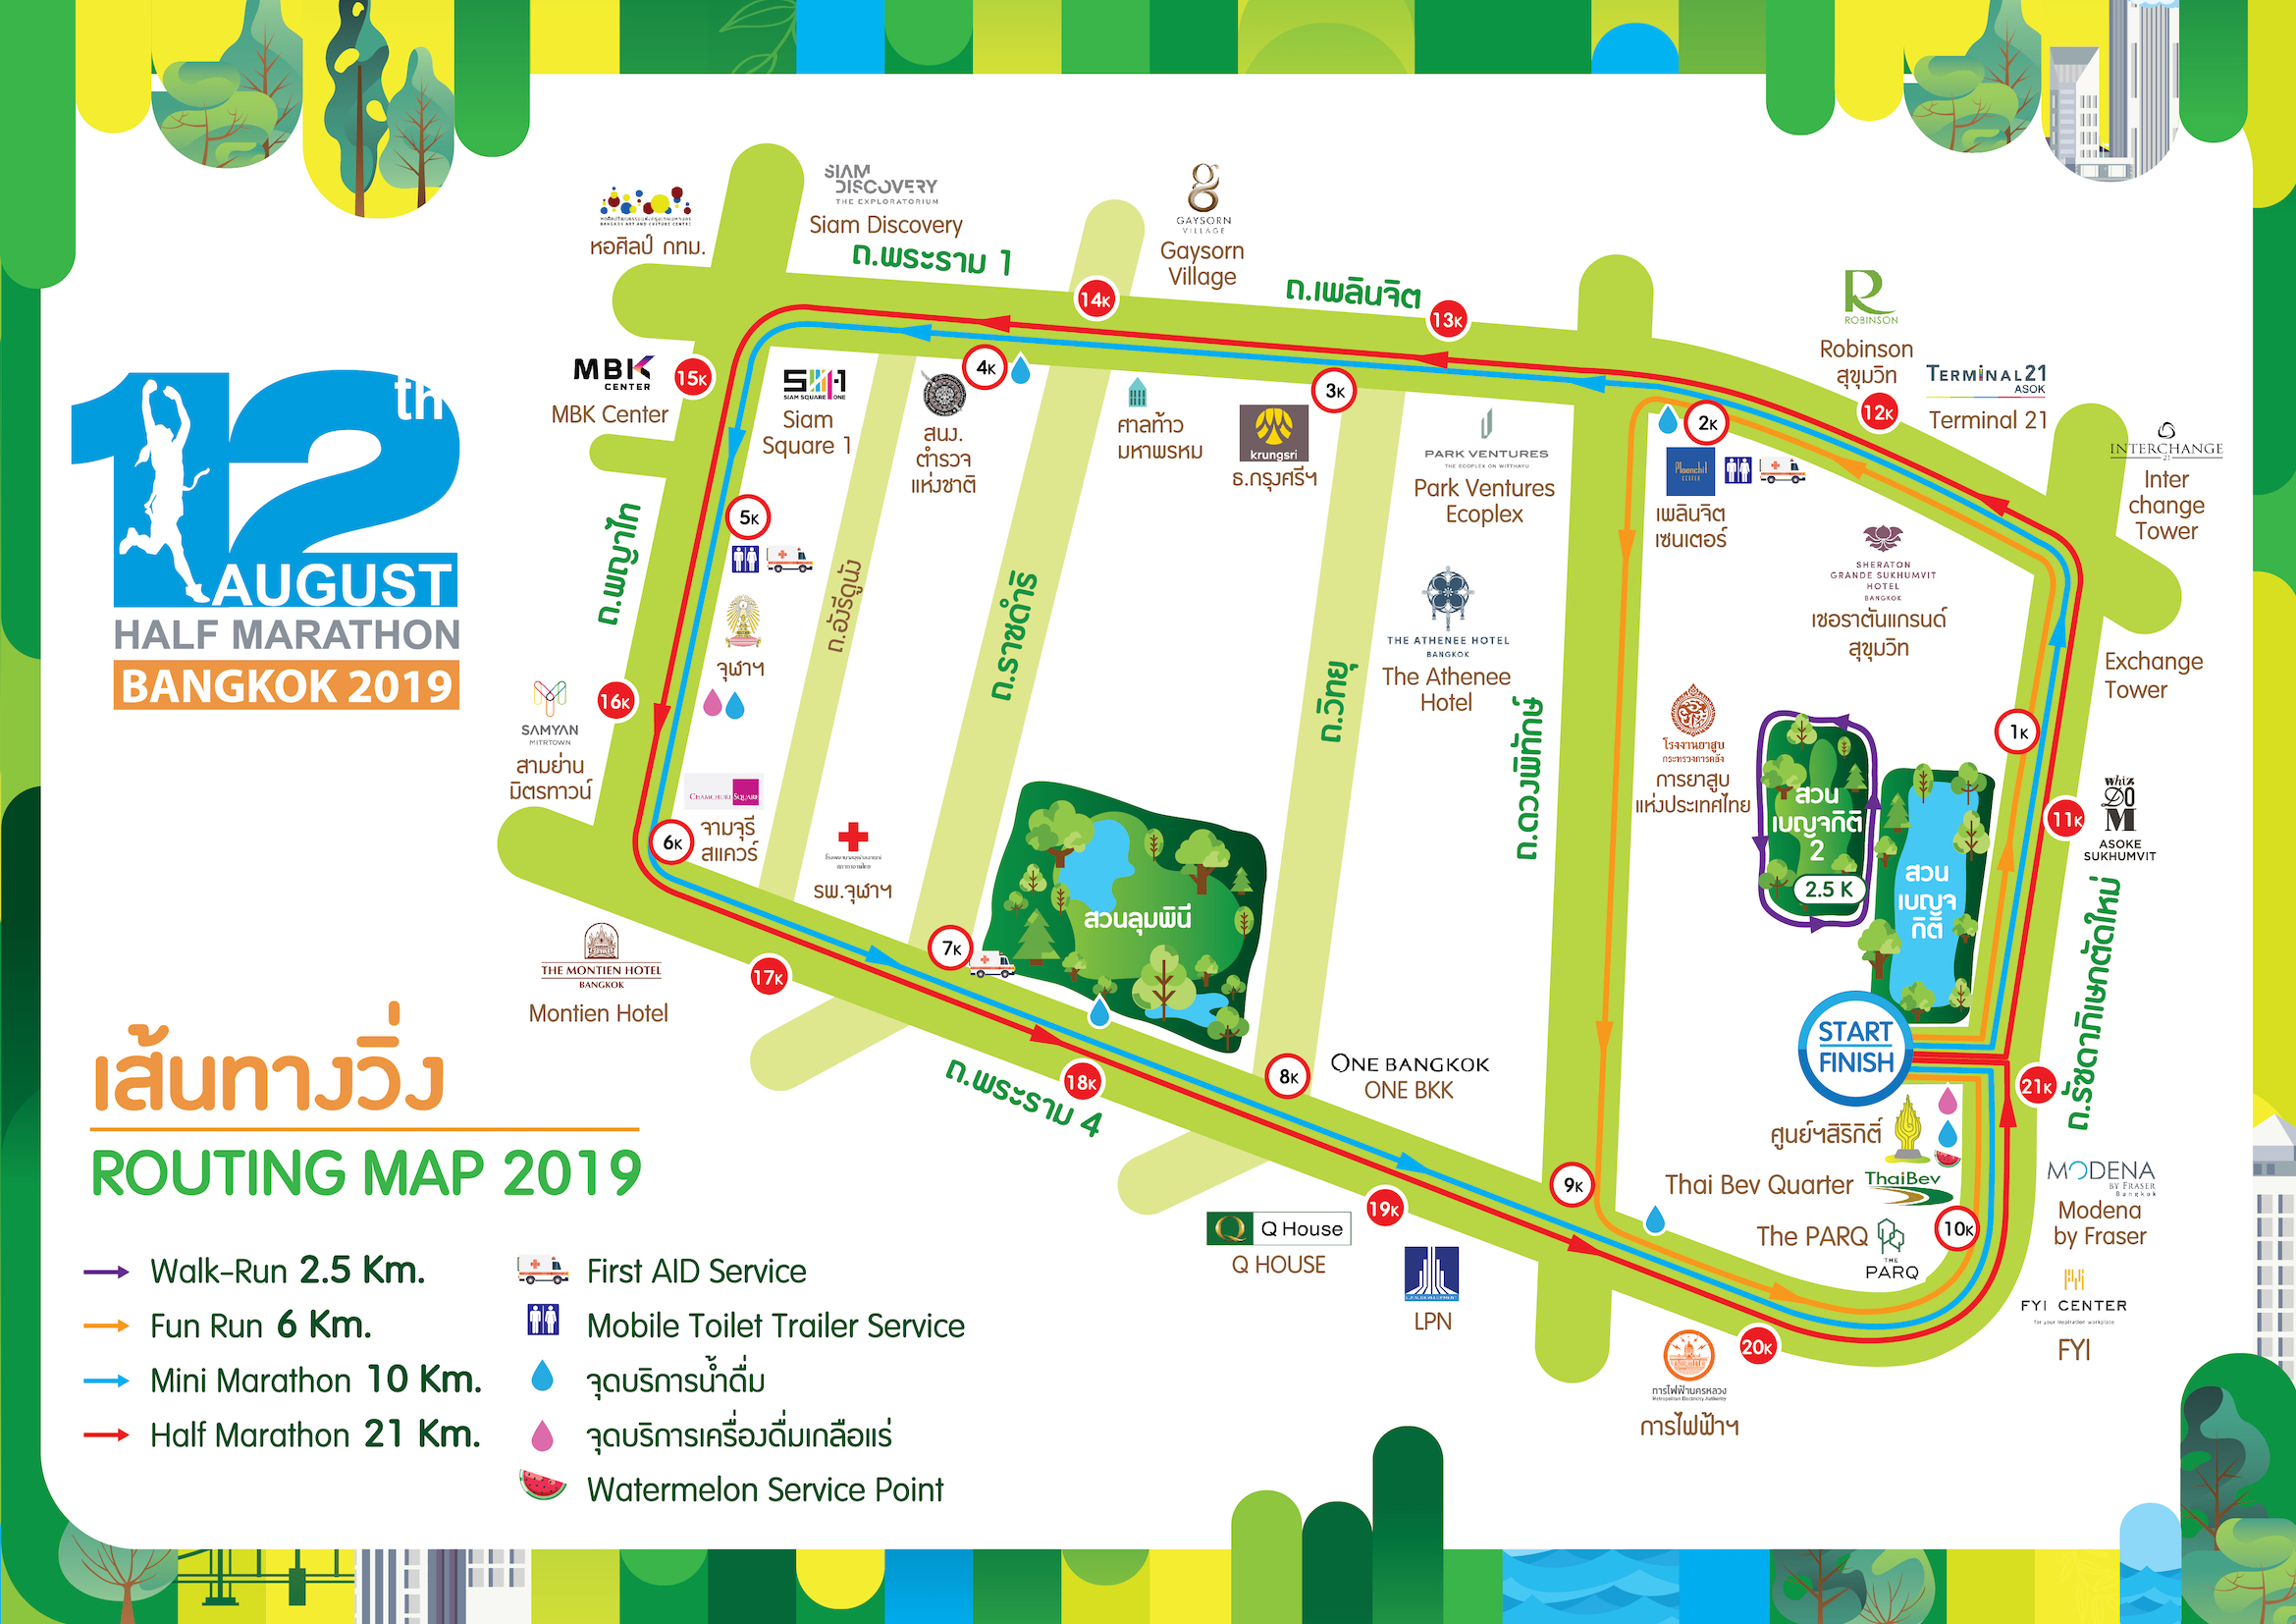 12th
AUGUST
HALF MARATHON
BANGKOK 2019
เส้นทางวิ่ง
ROUTING MAP 2019
Walk-Run 2.5 Km.
Fun Run 6 Km.
Mini Marathon 10 Km.
Half Marathon 21 Km.
First AID Service
Mobile Toilet Trailer Service
จุดบริการน้ำดื่ม
จุดบริการเครื่องดื่มเกลือแร่
Watermelon Service Point
หอศิลป์ กทม.
SIAM
DISCOVERY
THE EXPLORATORIUM
Siam Discovery
ถ.พระราม 1
GAYSORN
VILLAGE
Gaysorn
Village
ถ.เพลินจิต
14K
13K
R
ROBINSON
Robinson
สุขุมวิท
TERMINAL21
ASOK
Terminal 21
12K
INTERCHANGE
21
Inter
change
Tower
MBK
CENTER
MBK Center
15K
SIAM SQUARE ONE
Siam
Square 1
สนง.
ตำรวจ
แห่งชาติ
4K
ศาลท้าว
มหาพรหม
3K
krungsri
ธ.กรุงศรีฯ
PARK VENTURES
THE ECOPLEX ON WITTHAYU
Park Ventures
Ecoplex
2K
Ploenchit
CENTER
เพลินจิต
เซนเตอร์
SHERATON
GRANDE SUKHUMVIT
HOTEL
BANGKOK
เชอราตันแกรนด์
สุขุมวิท
Exchange
Tower
5K
จุฬาฯ
ถ.พญาไท
ถ.อังรีดูนัง
ถ.ราชดำริ
ถ.วิทยุ
THE ATHENEE HOTEL
BANGKOK
The Athenee
Hotel
ถ.ดวงพิทักษ์
โรงงานยาสูบ
กระทรวงการคลัง
การยาสูบ
แห่งประเทศไทย
สวน
เบญจกิติ
2
2.5 K
สวน
เบญจ
กิติ
1K
11K
whiz
DO
M
ASOKE
SUKHUMVIT
ถ.รัชดาภิเษกตัดใหม่
16K
SAMYAN
MITRTOWN
สามย่าน
มิตรทาวน์
6K
CHAMCHURI SQUARE
จามจุรี
สแควร์
รพ.จุฬาฯ
THE MONTIEN HOTEL
BANGKOK
Montien Hotel
17K
7K
สวนลุมพินี
ถ.พระราม 4
18K
8K
ONE BANGKOK
ONE BKK
START
FINISH
21K
ศูนย์ฯสิริกิติ์
Thai Bev Quarter
ThaiBev
The PARQ
THE
PARQ
10K
MODENA
BY FRASER
Bangkok
Modena
by Fraser
FYI CENTER
for your inspiration workplace
FYI
9K
19K
Q
Q House
Q HOUSE
LPN
20K
การไฟฟ้านครหลวง
Metropolitan Electricity Authority
การไฟฟ้าฯ